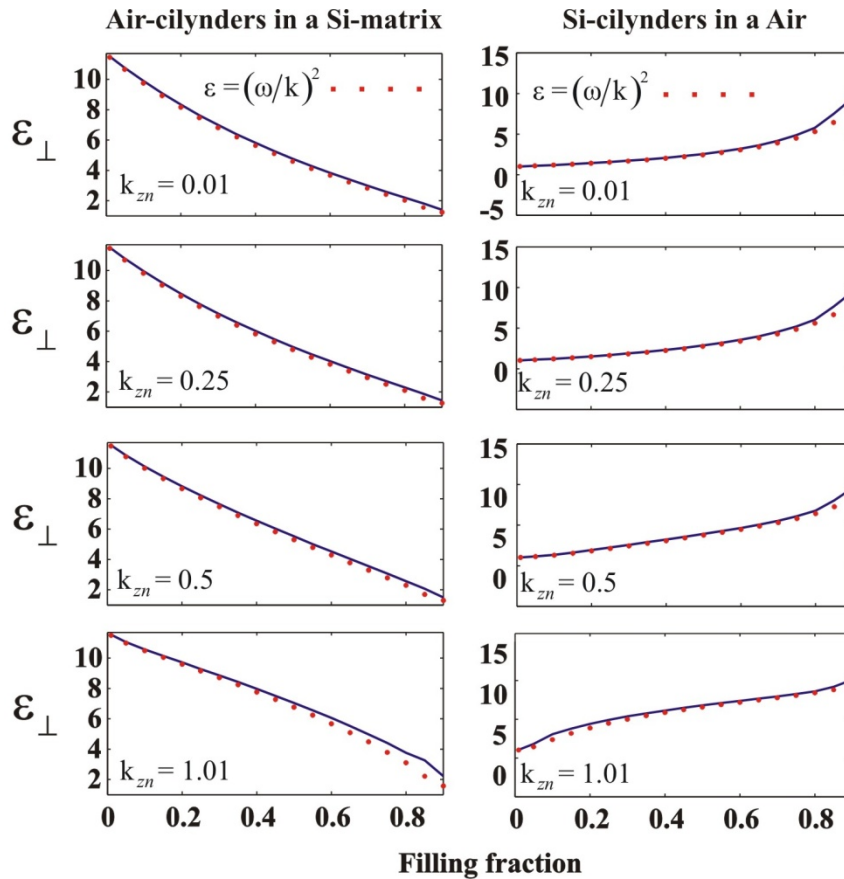 Air-cilynders in a Si-matrix
Si-cilynders in a Air
10
8
6
4
2
ε⊥
ε = (ω/k)²
k_zn = 0.01
15
10
5
0
-5
ε = (ω/k)²
k_zn = 0.01
10
8
6
4
2
ε⊥
k_zn = 0.25
15
10
5
0
k_zn = 0.25
10
8
6
4
2
ε⊥
k_zn = 0.5
15
10
5
0
k_zn = 0.5
10
8
6
4
2
ε⊥
k_zn = 1.01
15
10
5
0
k_zn = 1.01
0 0.2 0.4 0.6 0.8
0 0.2 0.4 0.6 0.8
Filling fraction